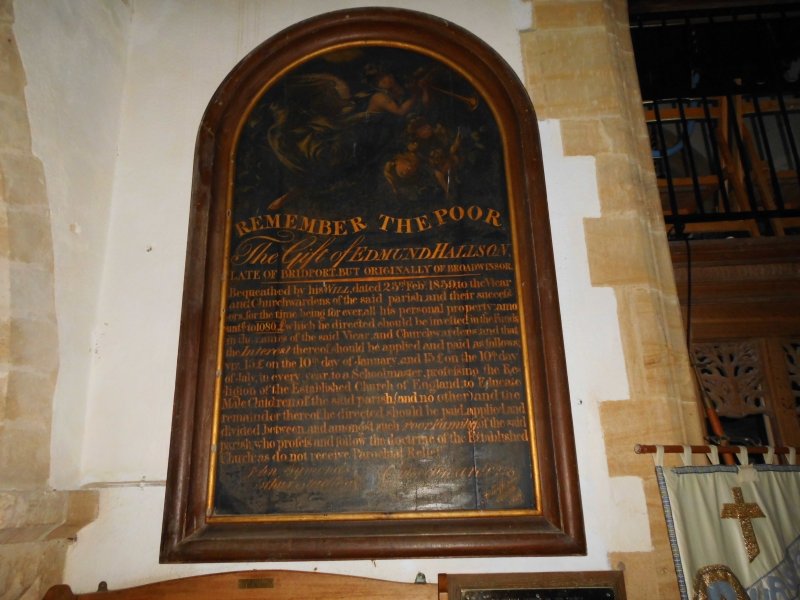 REMEMBER THE POOR
The Gift of EDMUND HALLSON,
LATE OF BRIDPORT, BUT ORIGINALLY OF BROADWINSOR.
Bequeathed by his WILL, dated 23rd Feby 1839, to the Vicar
and Churchwardens of the said parish, and their success-
ors, for the time being for ever, all his personal property, amo
unts to 1080£ which he directed should be invested in the funds
in the names of the said Vicar, and Churchwardens, and that
the Interest thereof should be applied and paid as follows,
viz. 15£ on the 10th day of January, and 15£ on the 10th day
of July, in every year, to a Schoolmaster, professing the Re-
ligion of the Established Church of England, to Educate
Male Children of the said parish (and no other) and the
remainder thereof he directed should be paid, applied and
divided between, and amongst such poor Families of the said
parish who profess and follow the doctrine of the Established
Church as do not receive Parochial Relief.
John Symonds